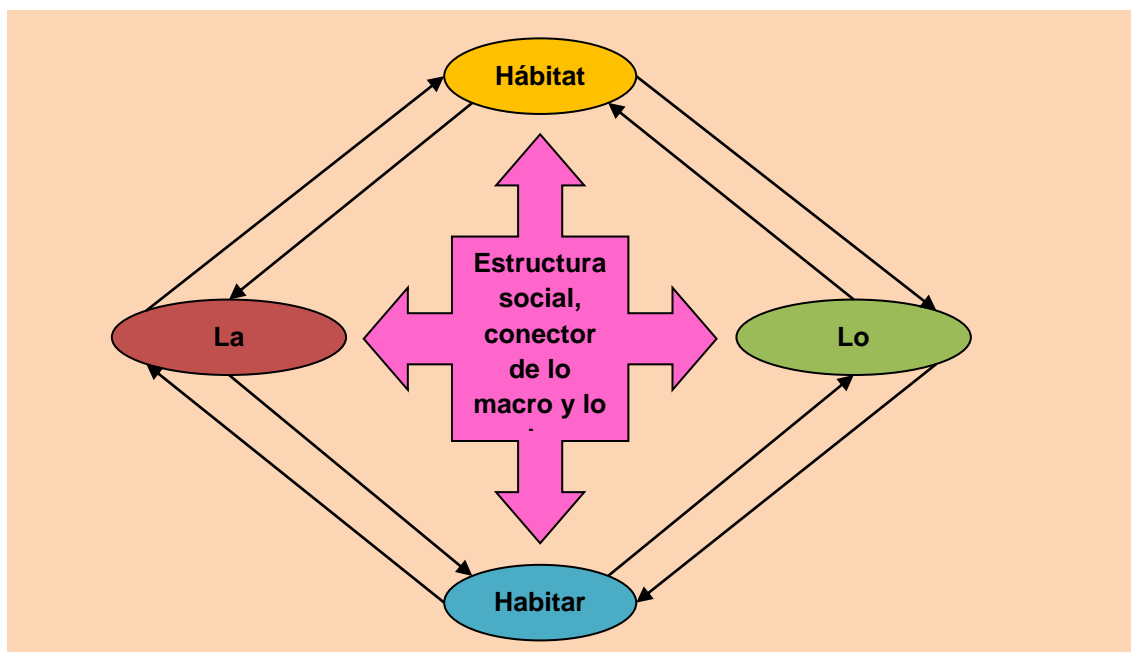 Hábitat
Estructura
social,
conector
de lo
macro y lo
La
Lo
Habitar